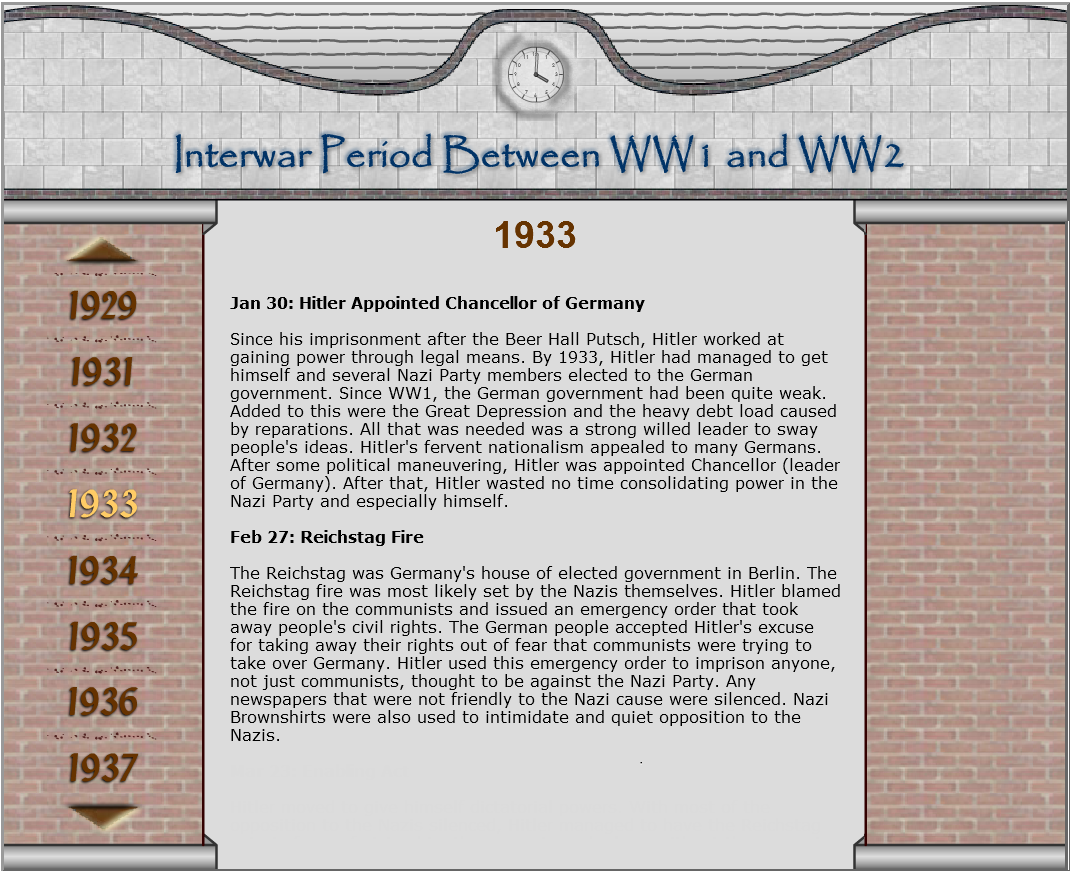 Interwar Period Between WW1 and WW2
1933
1929
1931
1932
1933
1934
1935
1936
1937
Jan 30: Hitler Appointed Chancellor of Germany
Since his imprisonment after the Beer Hall Putsch, Hitler worked at
gaining power through legal means. By 1933, Hitler had managed to get
himself and several Nazi Party members elected to the German
government. Since WW1, the German government had been quite weak.
Added to this were the Great Depression and the heavy debt load caused
by reparations. All that was needed was a strong willed leader to sway
people's ideas. Hitler's fervent nationalism appealed to many Germans.
After some political maneuvering, Hitler was appointed Chancellor (leader
of Germany). After that, Hitler wasted no time consolidating power in the
Nazi Party and especially himself.
Feb 27: Reichstag Fire
The Reichstag was Germany's house of elected government in Berlin. The
Reichstag fire was most likely set by the Nazis themselves. Hitler blamed
the fire on the communists and issued an emergency order that took
away people's civil rights. The German people accepted Hitler's excuse
for taking away their rights out of fear that communists were trying to
take over Germany. Hitler used this emergency order to imprison anyone,
not just communists, thought to be against the Nazi Party. Any
newspapers that were not friendly to the Nazi cause were silenced. Nazi
Brownshirts were also used to intimidate and quiet opposition to the
Nazis.